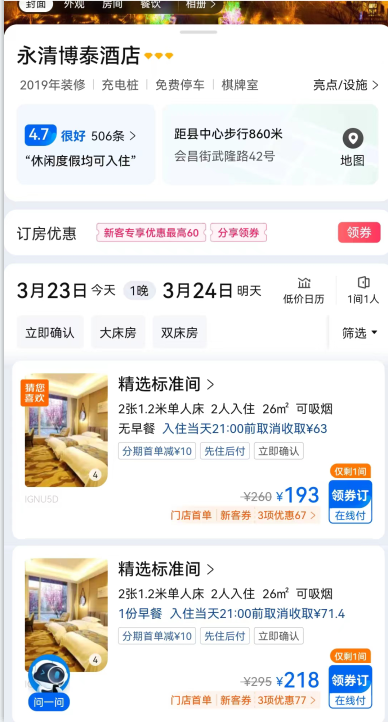 封面 外观 房间 餐饮 相册 >
永清博泰酒店
2019年装修 充电桩 免费停车 棋牌室 亮点/设施 >
4.7 很好 506条 >
“休闲度假均可入住”
距县中心步行860米
会昌街武隆路42号
地图
订房优惠 新客专享优惠最高60 分享领券 领券
3月23日 今天 1晚 3月24日 明天
低价日历 1间1人
立即确认 大床房 双床房 筛选
猜您喜欢
精选标准间 >
2张1.2米单人床 2人入住 26㎡ 可吸烟
无早餐 入住当天21:00前取消收取¥63
分期首单减¥10 先住后付 立即确认
4
IGNU5D
仅剩1间
¥260 ¥193 领券订
门店首单 新客券 3项优惠67 > 在线付
精选标准间 >
2张1.2米单人床 2人入住 26㎡ 可吸烟
1份早餐 入住当天21:00前取消收取¥71.4
分期首单减¥10 先住后付 立即确认
4
仅剩1间
¥295 ¥218 领券订
门店首单 新客券 3项优惠77 > 在线付
问一问